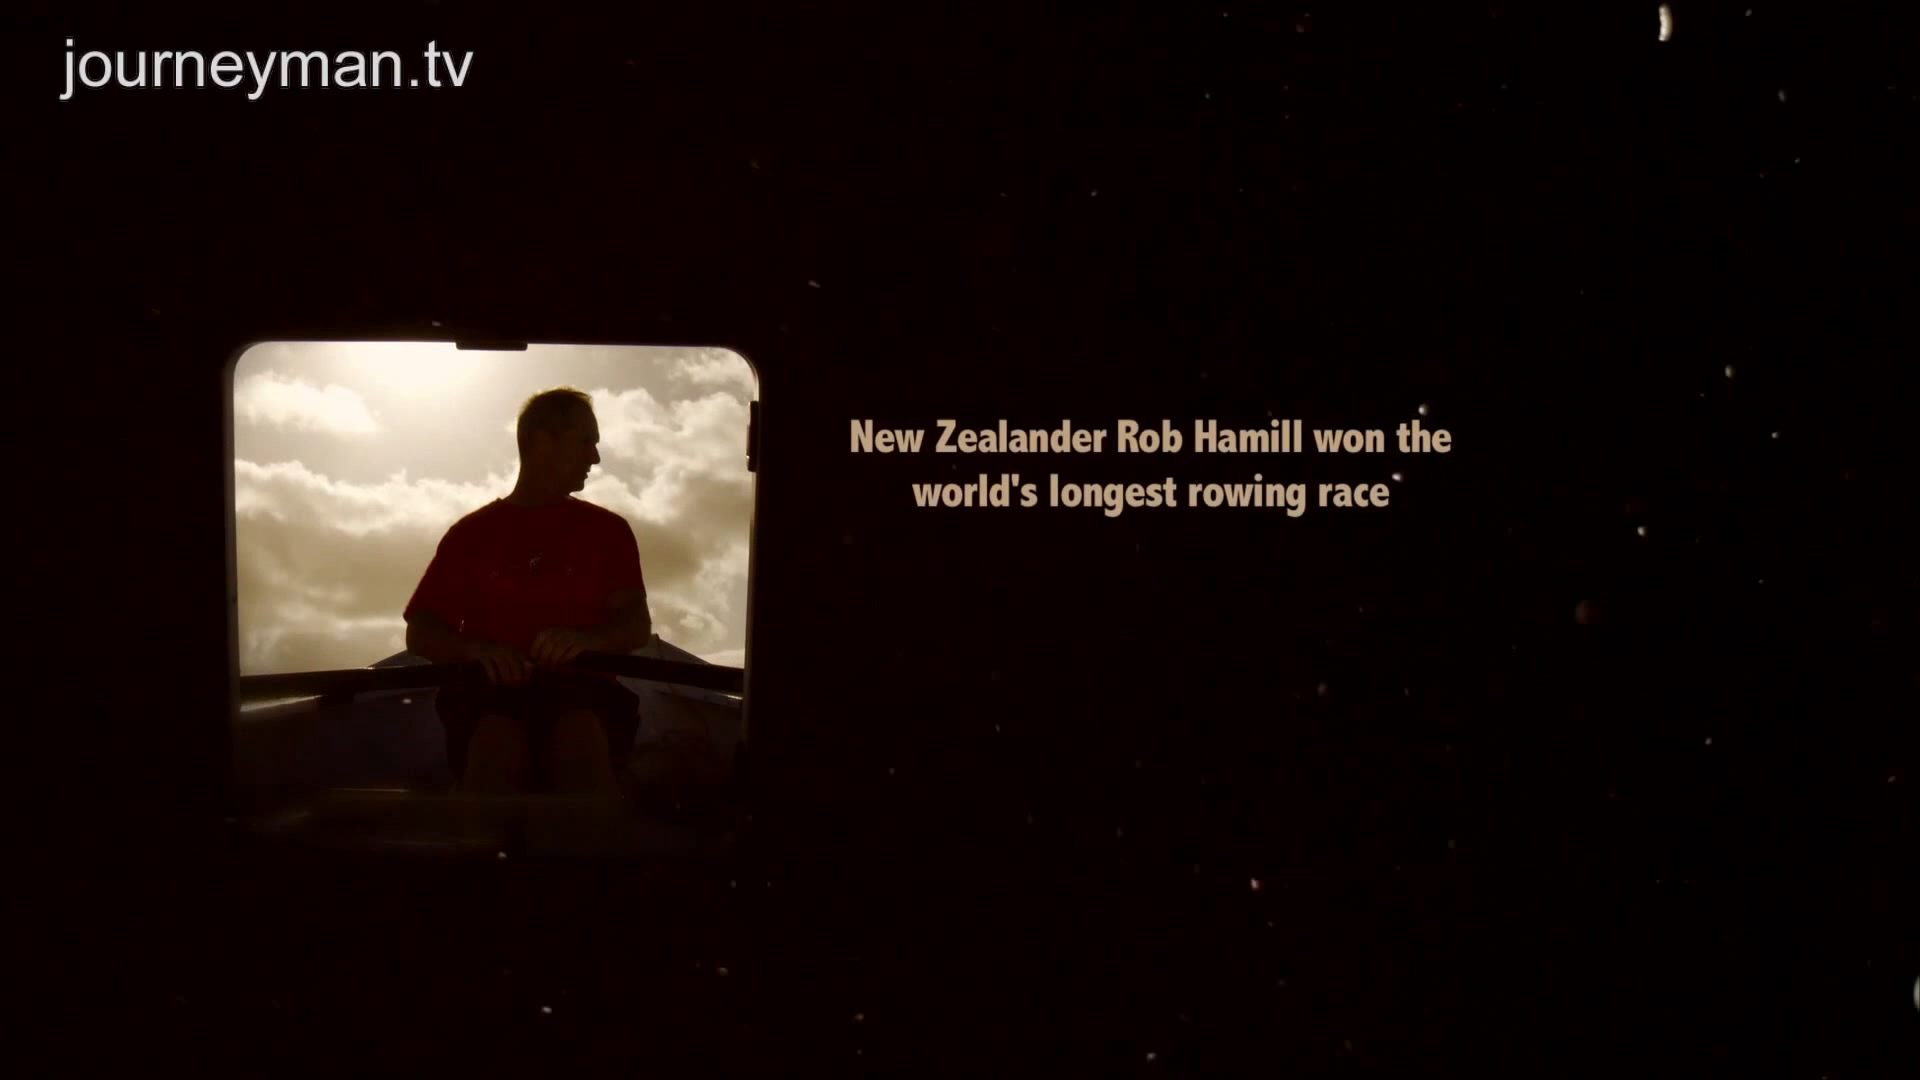 journeyman.tv
New Zealander Rob Hamill won the
world's longest rowing race